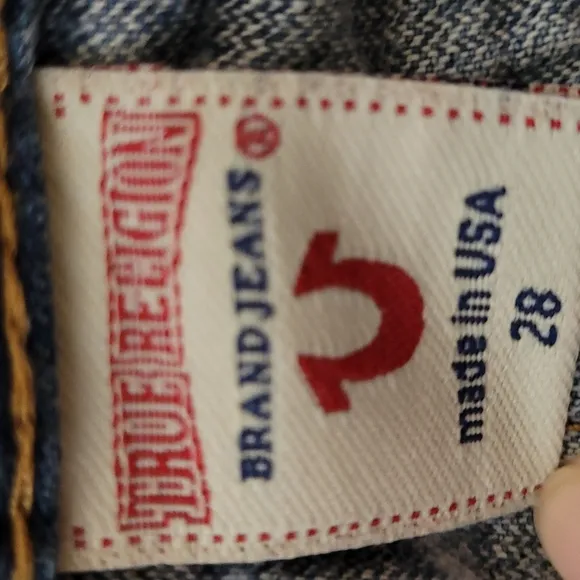 TRUE RELIGION
BRAND JEANS ®
made in USA
28